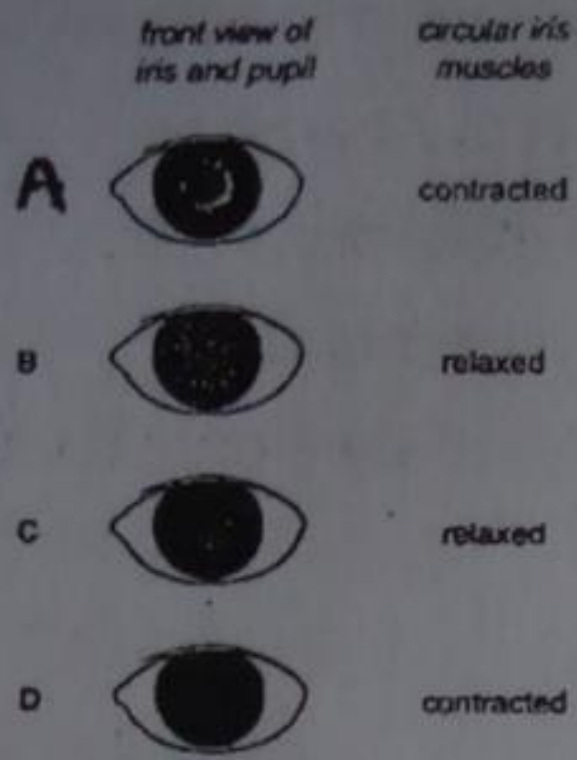 front view of
iris and pupil
circular iris
muscles
A
contracted
B
relaxed
C
relaxed
D
contracted